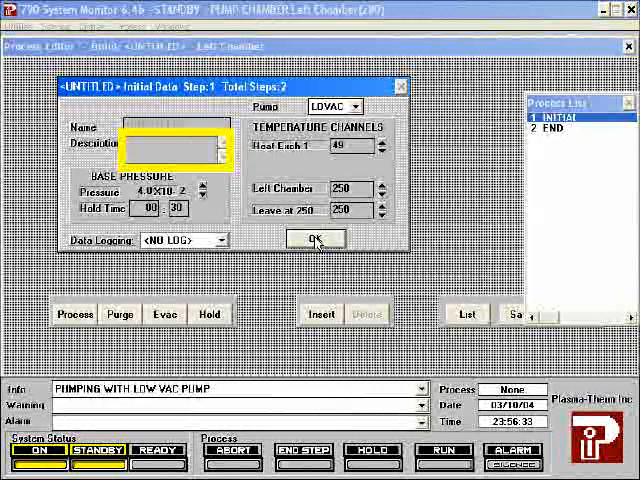 790 System Monitor 6.4b - STANDBY - PUMP CHAMBER Left Chamber(z90)
Utilities
Process
Process Editor - Build <UNTITLED> - Left Chamber
<UNTITLED> Initial Data Step:1 Total Steps:2
Pump LOVAC
Name
TEMPERATURE CHANNELS
Description
Heat Exch 1 49
BASE PRESSURE
Pressure 4.0X10- 2
Left Chamber 250
Hold Time 00 : 30
Leave at 250 250
Data Logging: <NO LOG>
OK
Process List
1 INITIAL
2 END
Process Purge Evac Hold Insert Delete List Sa
Info PUMPING WITH LOW VAC PUMP
Process None
Warning
Date 03/10/04
Plasma-Therm Inc
Alarm
Time 23:56:33
System Status
Process
ON STANDBY READY ABORT END STEP HOLD RUN ALARM
SILENCE